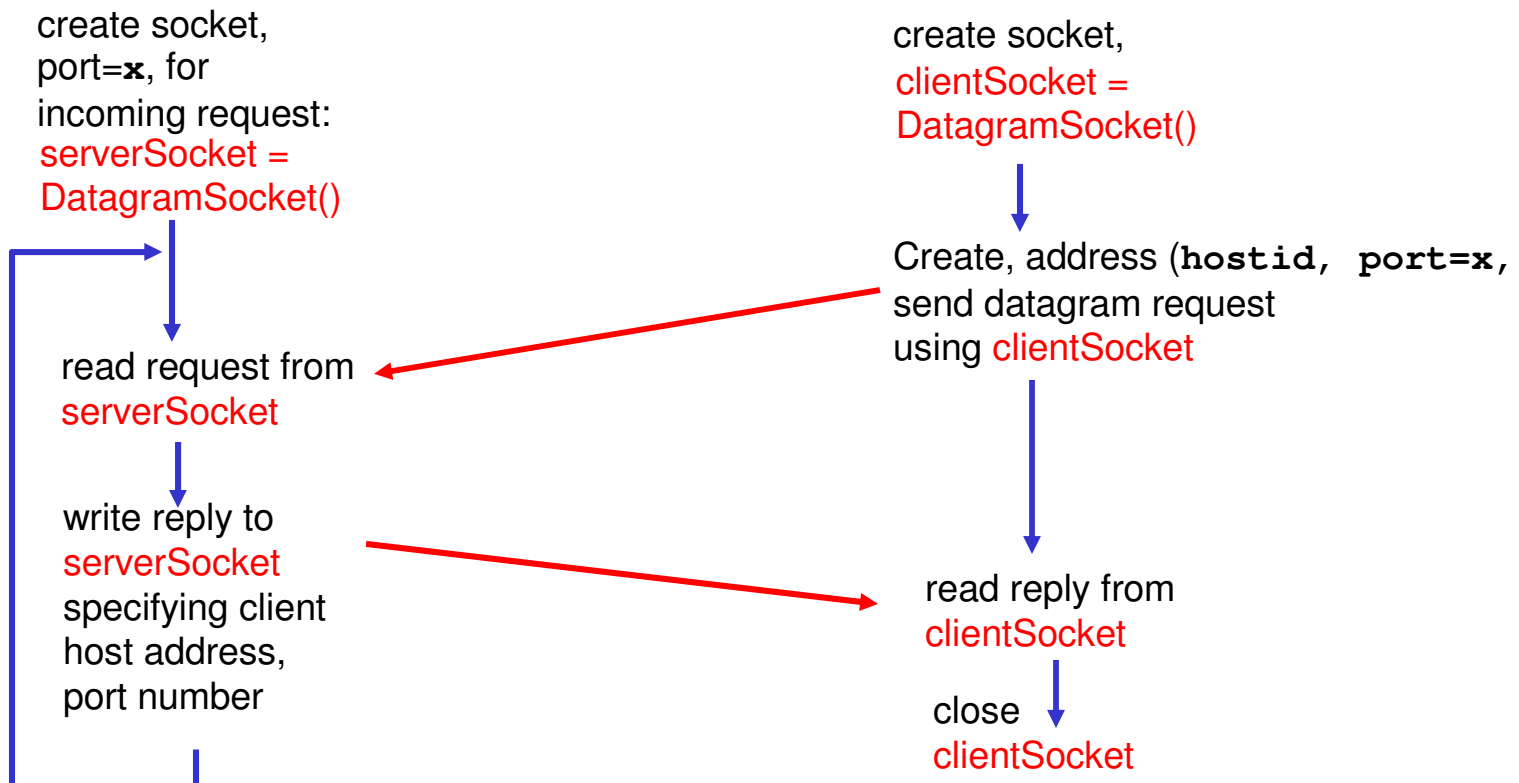 create socket,
port=x, for
incoming request:
serverSocket =
DatagramSocket()
read request from
serverSocket
write reply to
serverSocket
specifying client
host address,
port number
create socket,
clientSocket =
DatagramSocket()
Create, address (hostid, port=x,
send datagram request
using clientSocket
read reply from
clientSocket
close
clientSocket